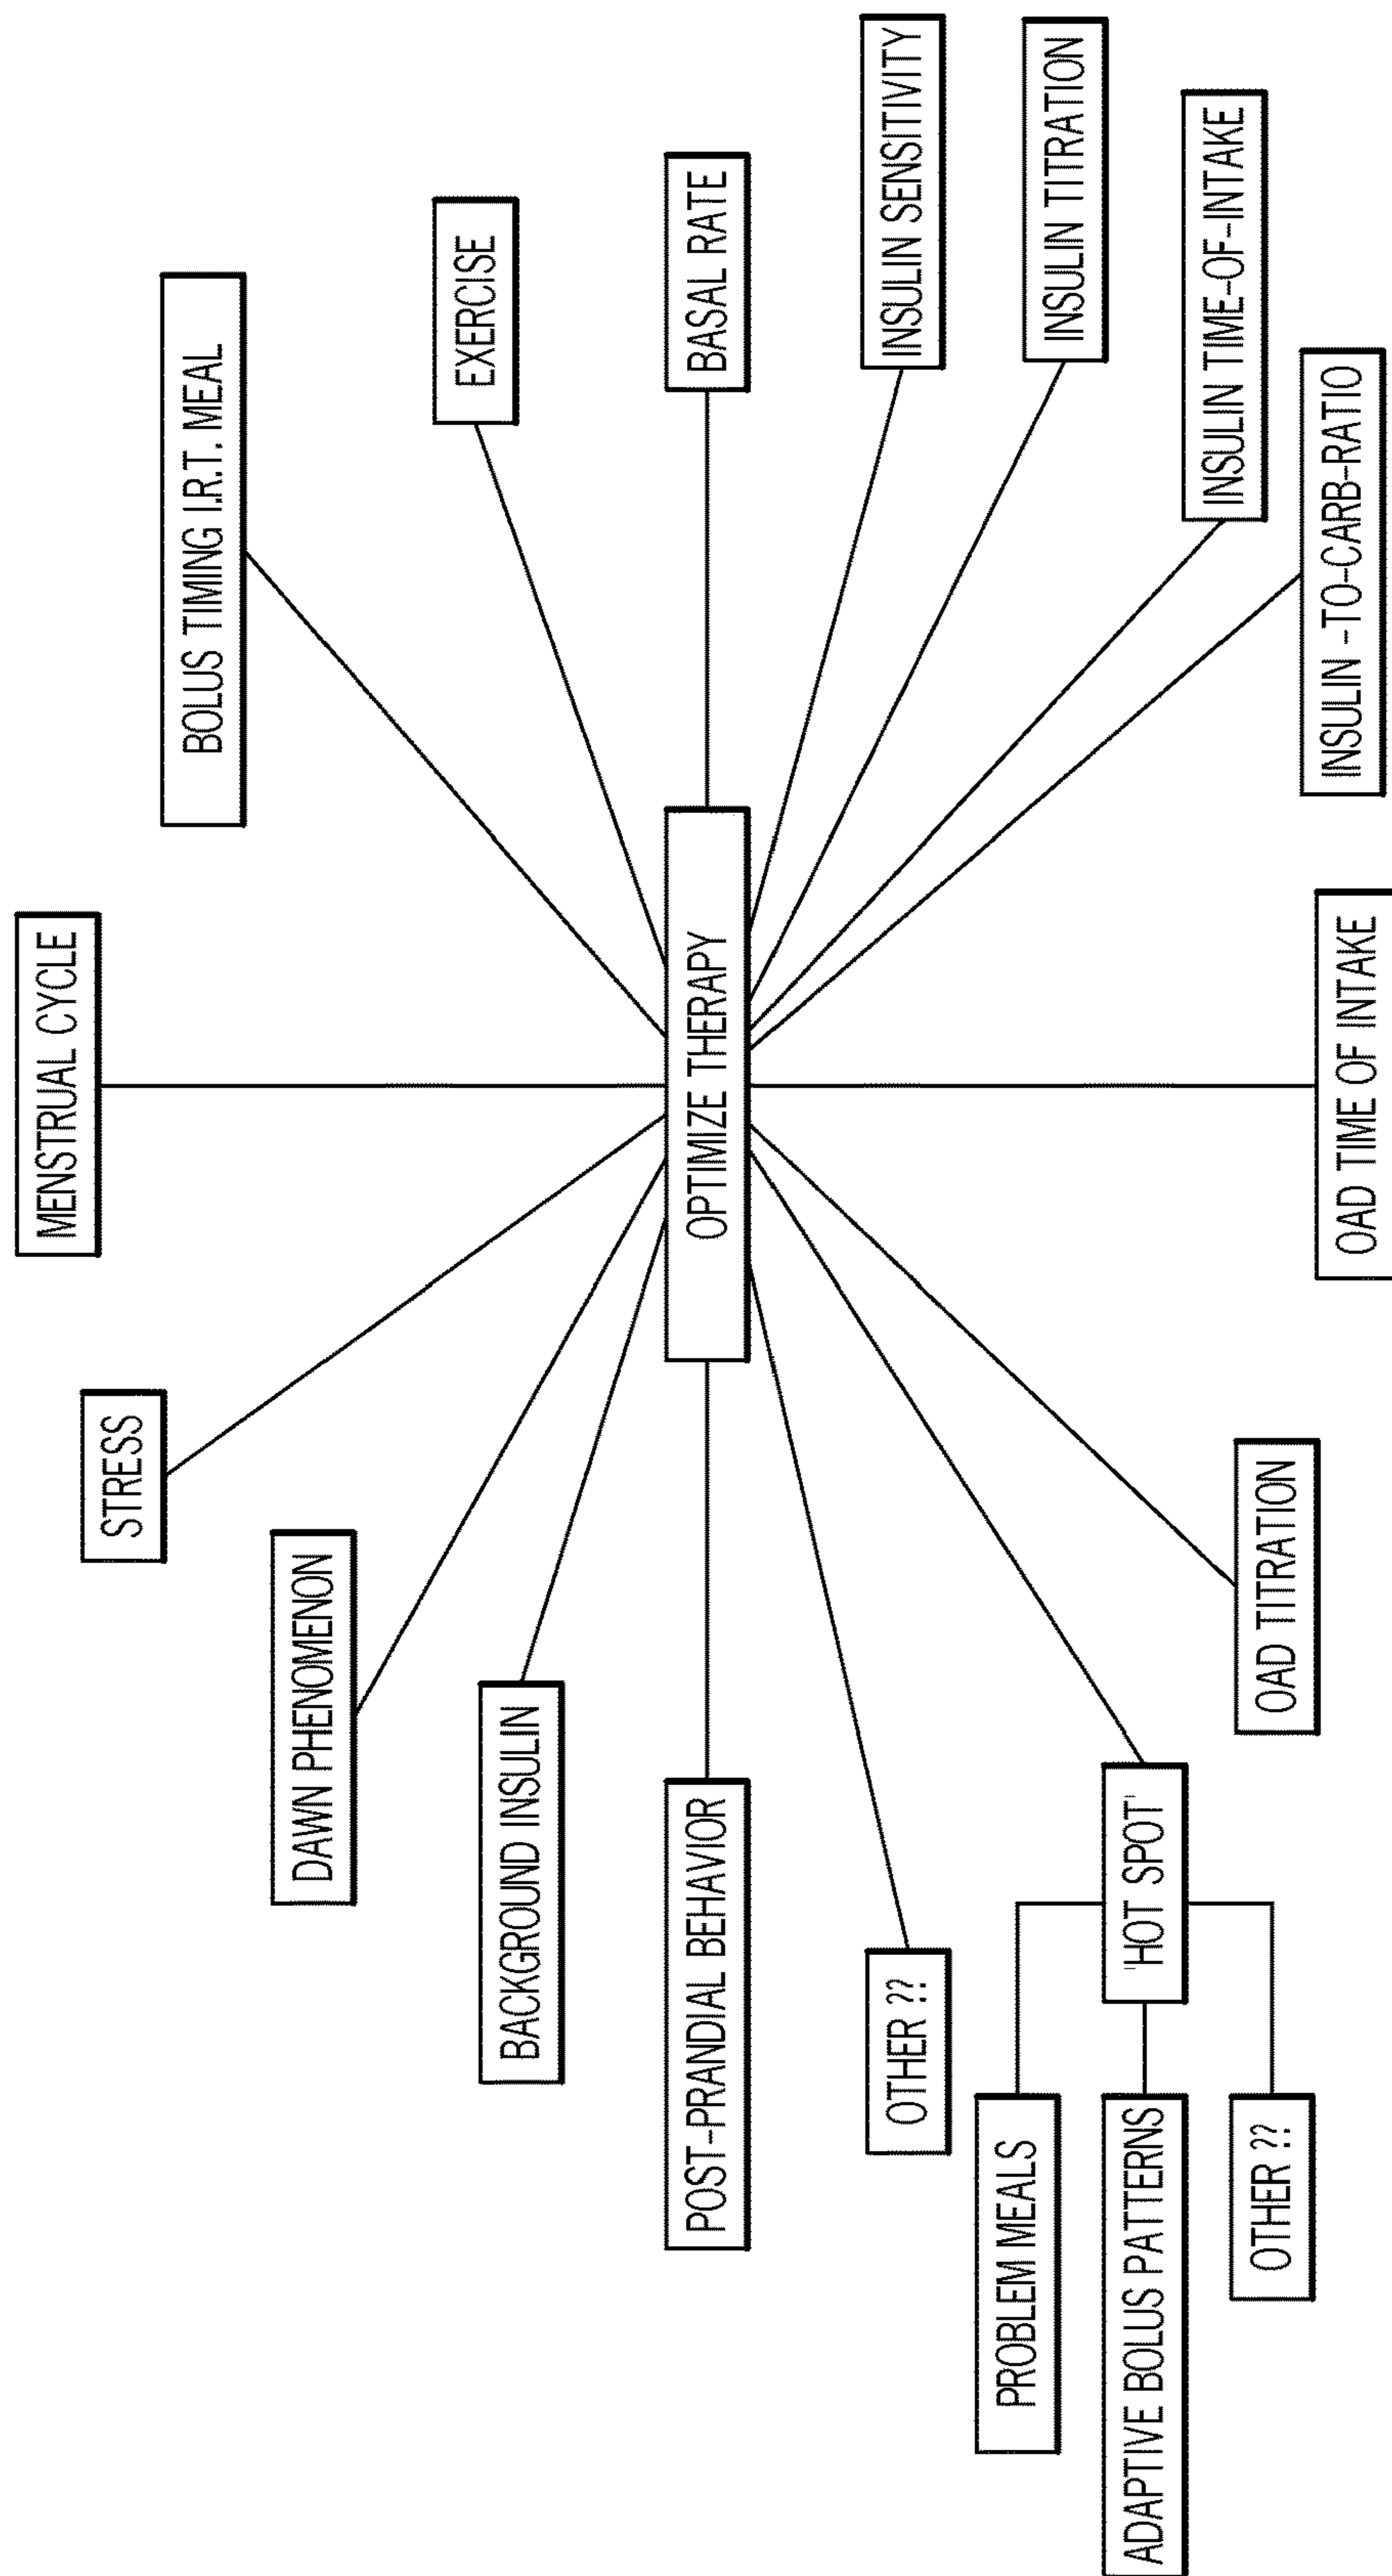 MENSTRUAL CYCLE
STRESS
BOLUS TIMING I.R.T. MEAL
DAWN PHENOMENON
EXERCISE
BACKGROUND INSULIN
POST-PRANDIAL BEHAVIOR
OPTIMIZE THERAPY
BASAL RATE
OTHER ??
INSULIN SENSITIVITY
PROBLEM MEALS
INSULIN TITRATION
ADAPTIVE BOLUS PATTERNS
'HOT SPOT'
INSULIN TIME-OF-INTAKE
OTHER ??
OAD TITRATION
INSULIN -TO-CARB-RATIO
OAD TIME OF INTAKE